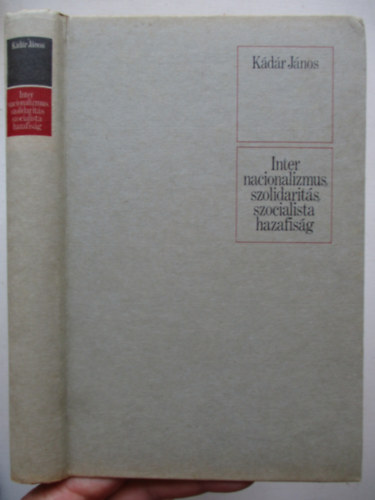 Kádár János
Inter
nacionalizmus,
szolidaritás,
szocialista
hazafiság
Kádár János
Inter
nacionalizmus,
szolidaritás,
szocialista
hazafiság